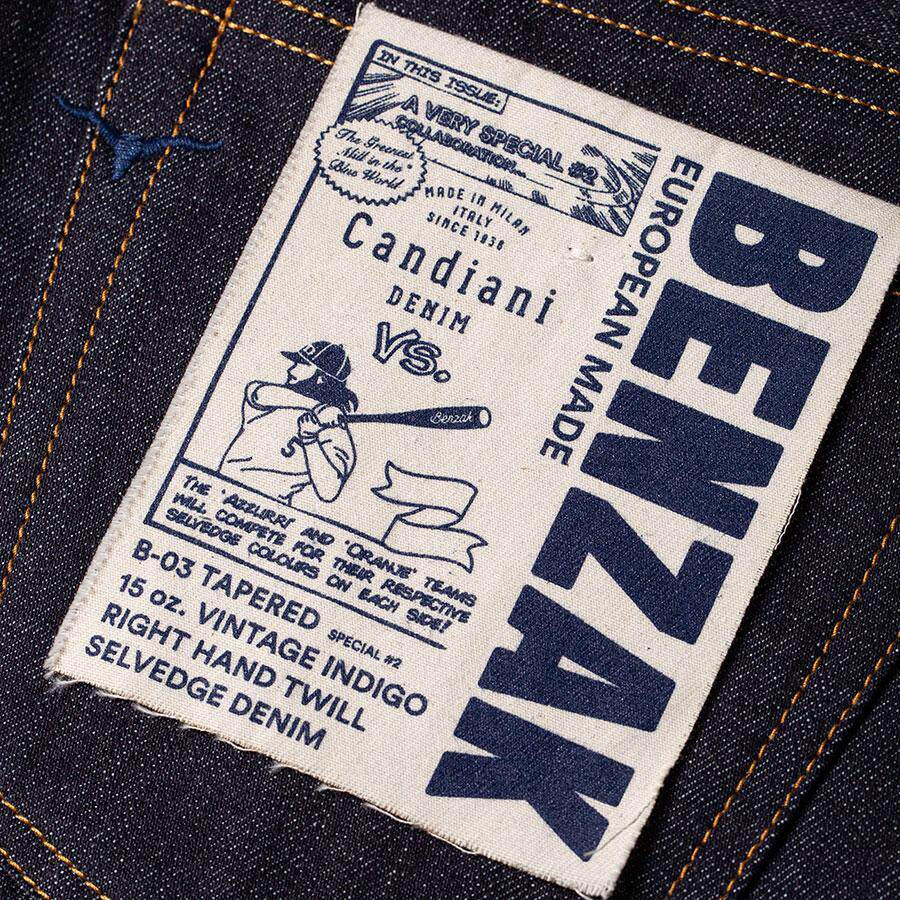 IN THIS ISSUE:
A VERY SPECIAL #2
COLLABORATION...
The Greenest
Mill in the
Blue World
MADE IN MILAN
ITALY
SINCE 1938
Candiani
DENIM
VS.
Benzak
5
THE 'AZZURRI' AND 'ORANJE' TEAMS
WILL COMPETE FOR THEIR RESPECTIVE
SELVEDGE COLOURS ON EACH SIDE!
B-03 TAPERED SPECIAL #2
15 oz. VINTAGE INDIGO
RIGHT HAND TWILL
SELVEDGE DENIM
EUROPEAN MADE
BENZAK